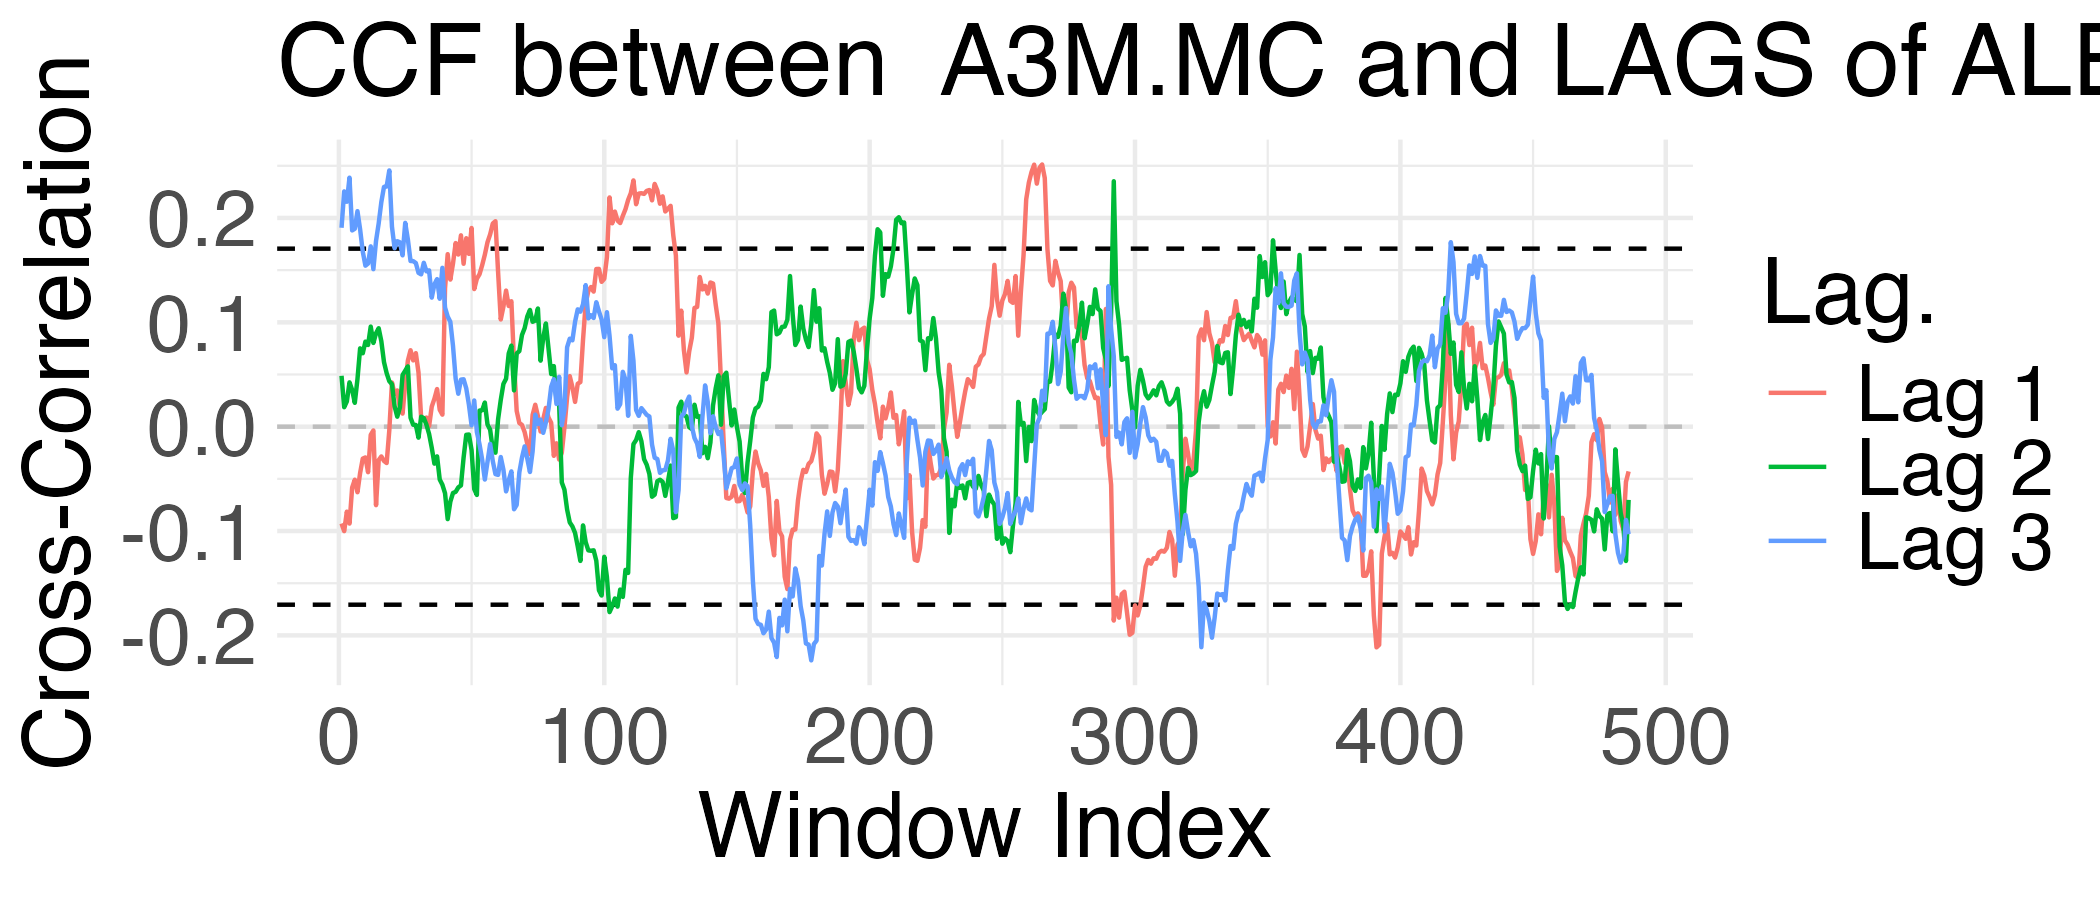 CCF between  A3M.MC and LAGS of
Cross-Correlation
0.2
0.1
0.0
-0.1
-0.2
0 100 200 300 400 500
Window Index
Lag.
Lag 1
Lag 2
Lag 3